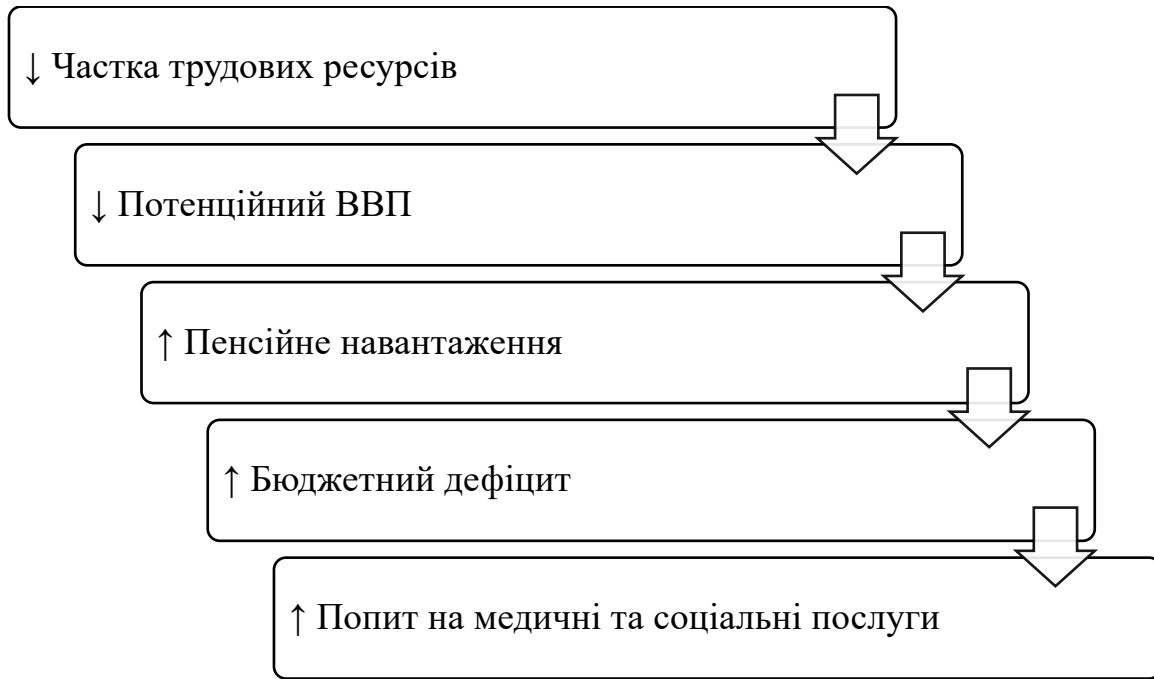 ↓ Частка трудових ресурсів
↓ Потенційний ВВП
↑ Пенсійне навантаження
↑ Бюджетний дефіцит
↑ Попит на медичні та соціальні послуги